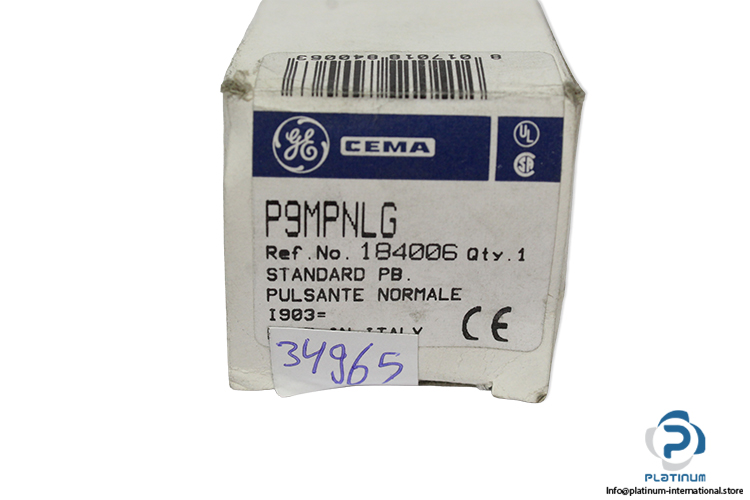 8 017018 840063
GE CEMA
UL
SA
P9MPNLG
Ref.No. 184006 Qty.1
STANDARD PB.
PULSANTE NORMALE
I903=
ITALY
CE
34965
PLATINUM
Info@platinum-international.store